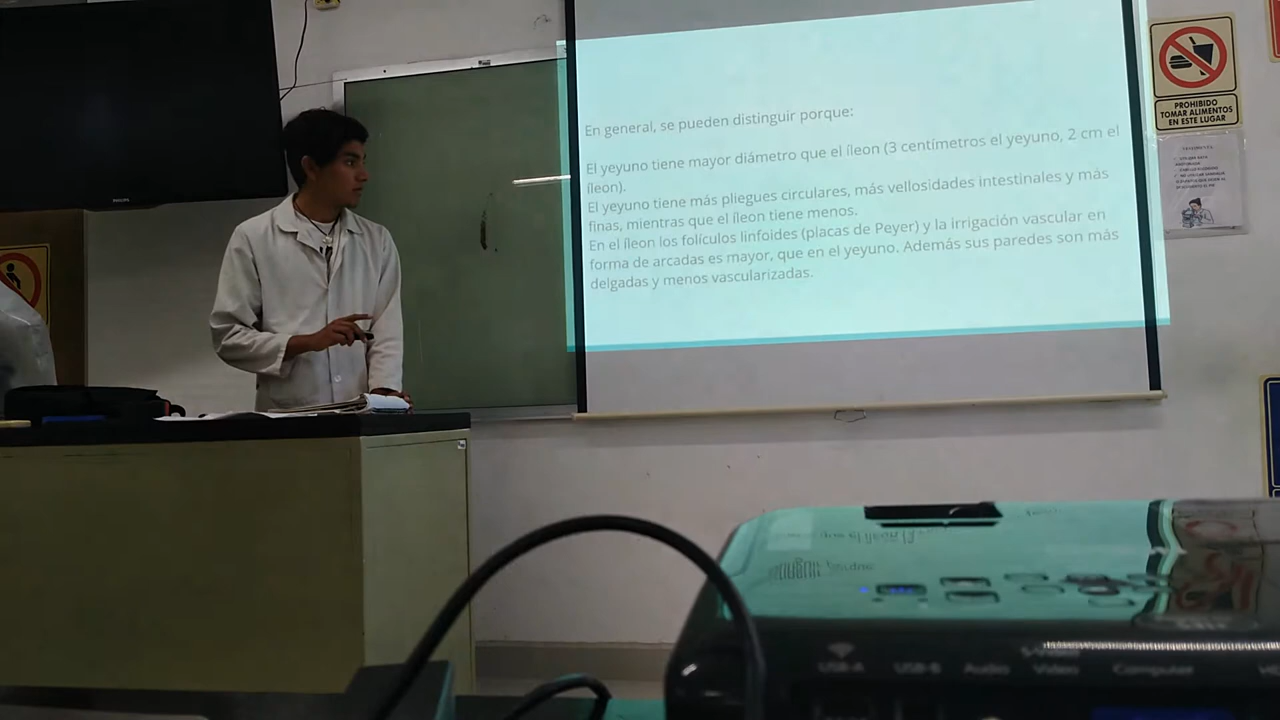 En general, se pueden distinguir porque:
El yeyuno tiene mayor diámetro que el íleon (3 centímetros el yeyuno, 2 cm el
íleon).
El yeyuno tiene más pliegues circulares, más vellosidades intestinales y más
finas, mientras que el íleon tiene menos.
En el íleon los folículos linfoides (placas de Peyer) y la irrigación vascular en
forma de arcadas es mayor, que en el yeyuno. Además sus paredes son más
delgadas y menos vascularizadas.
PROHIBIDO
TOMAR ALIMENTOS
EN ESTE LUGAR
PHILIPS
USB-A USB-B Audio Video Computer